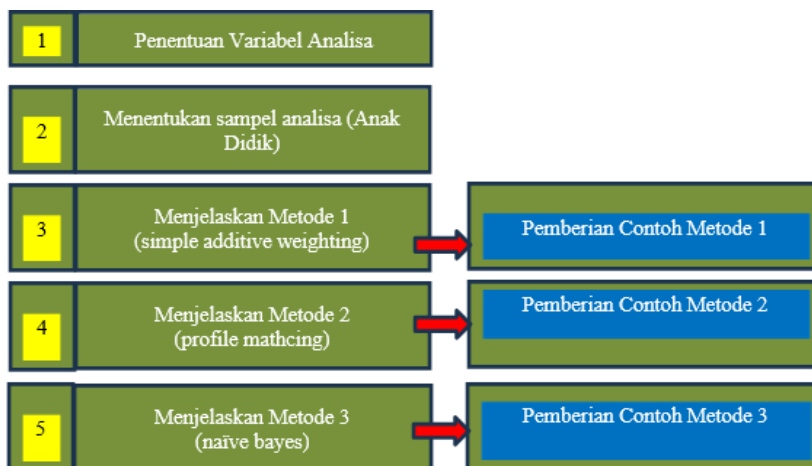 1
Penentuan Variabel Analisa
2
Menentukan sampel analisa (Anak
Didik)
3
Menjelaskan Metode 1
(simple additive weighting)
Pemberian Contoh Metode 1
4
Menjelaskan Metode 2
(profile mathcing)
Pemberian Contoh Metode 2
5
Menjelaskan Metode 3
(naïve bayes)
Pemberian Contoh Metode 3